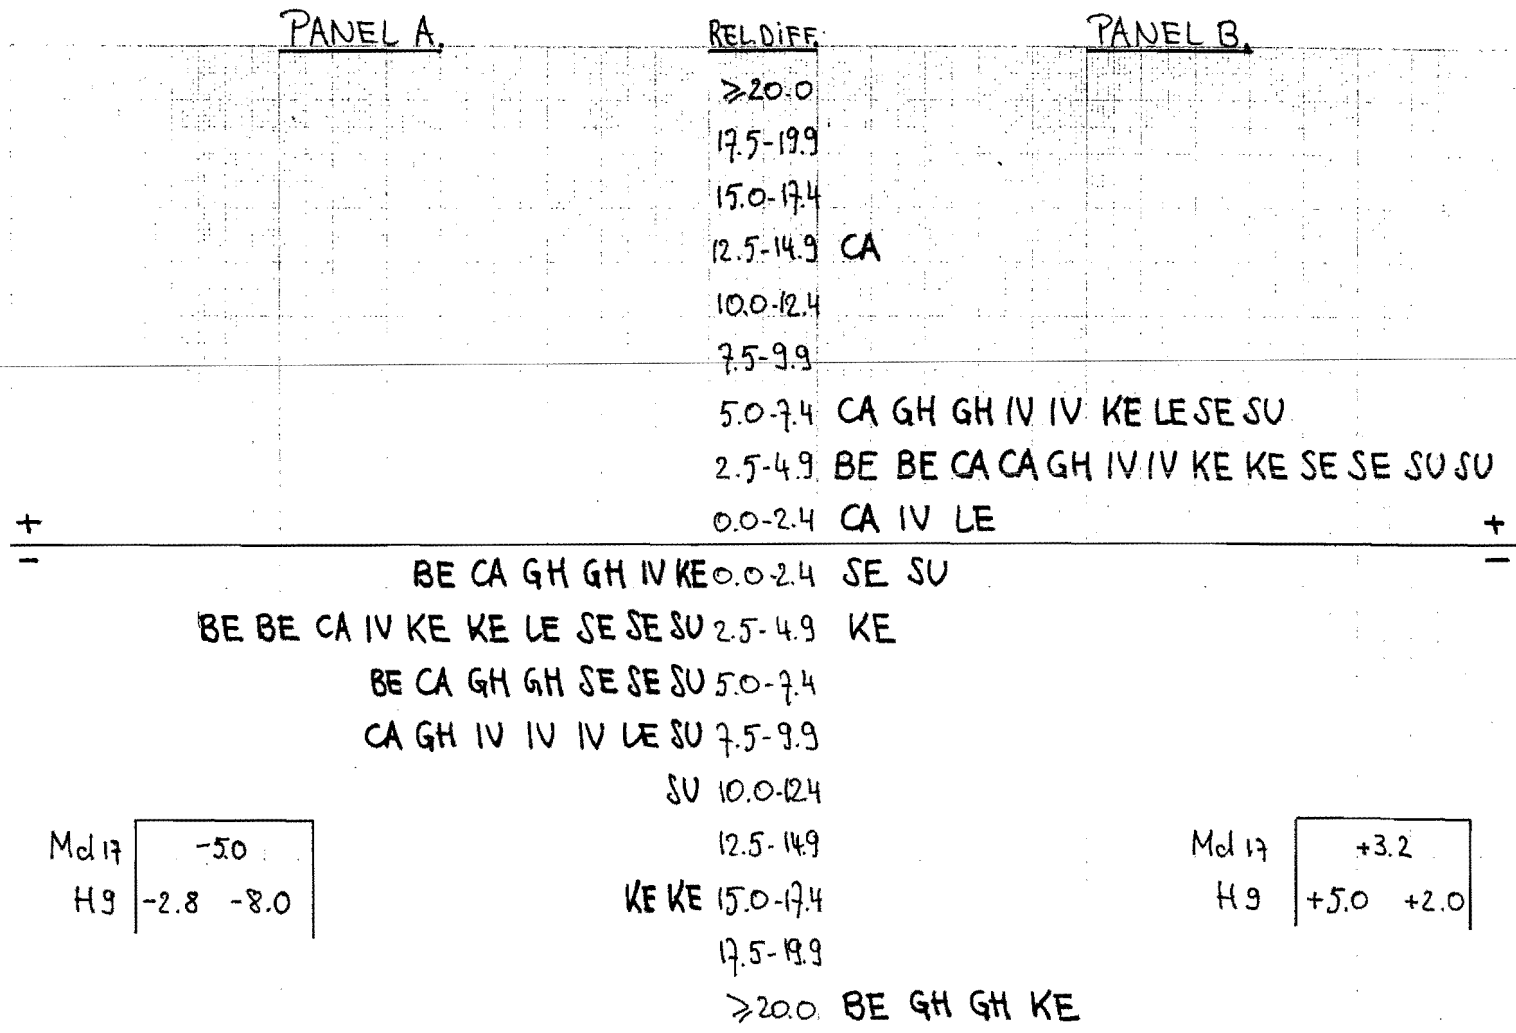 PANEL A. REL.DIFF. PANEL B.
≥20.0
17.5-19.9
15.0-17.4
12.5-14.9 CA
10.0-12.4
7.5-9.9
5.0-7.4 CA GH GH IV IV KE LE SE SU
2.5-4.9 BE BE CA CA GH IV IV KE KE SE SE SU SU
+ 0.0-2.4 CA IV LE +
− BE CA GH GH IV KE 0.0-2.4 SE SU −
BE BE CA IV KE KE LE SE SE SU 2.5-4.9 KE
BE CA GH GH SE SE SU 5.0-7.4
CA GH IV IV IV LE SU 7.5-9.9
SU 10.0-12.4
Md 17 -5.0 12.5-14.9 Md 17 +3.2
H9 -2.8 -8.0 KE KE 15.0-17.4 H9 +5.0 +2.0
17.5-19.9
≥20.0 BE GH GH KE